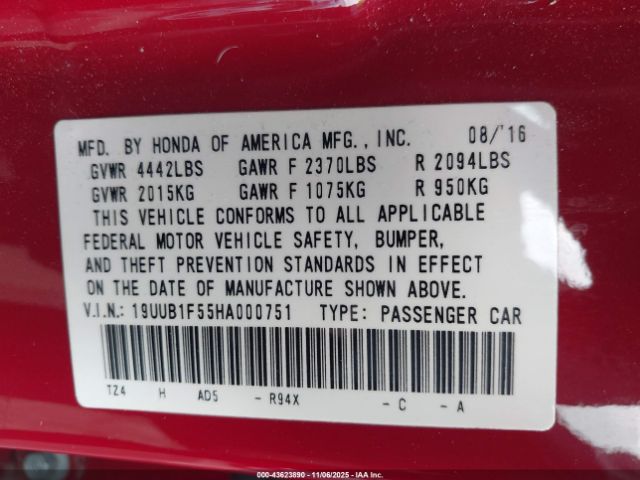 MFD. BY HONDA OF AMERICA MFG., INC. 08/'16
GVWR 4442LBS GAWR F 2370LBS R 2094LBS
GVWR 2015KG GAWR F 1075KG R 950KG
THIS VEHICLE CONFORMS TO ALL APPLICABLE
FEDERAL MOTOR VEHICLE SAFETY, BUMPER,
AND THEFT PREVENTION STANDARDS IN EFFECT
ON THE DATE OF MANUFACTURE SHOWN ABOVE.
V.I.N.: 19UUB1F55HA000751 TYPE: PASSENGER CAR
TZ4 H AD5 - R94X - C - A
000-43623890 - 11/06/2025 - IAA Inc.